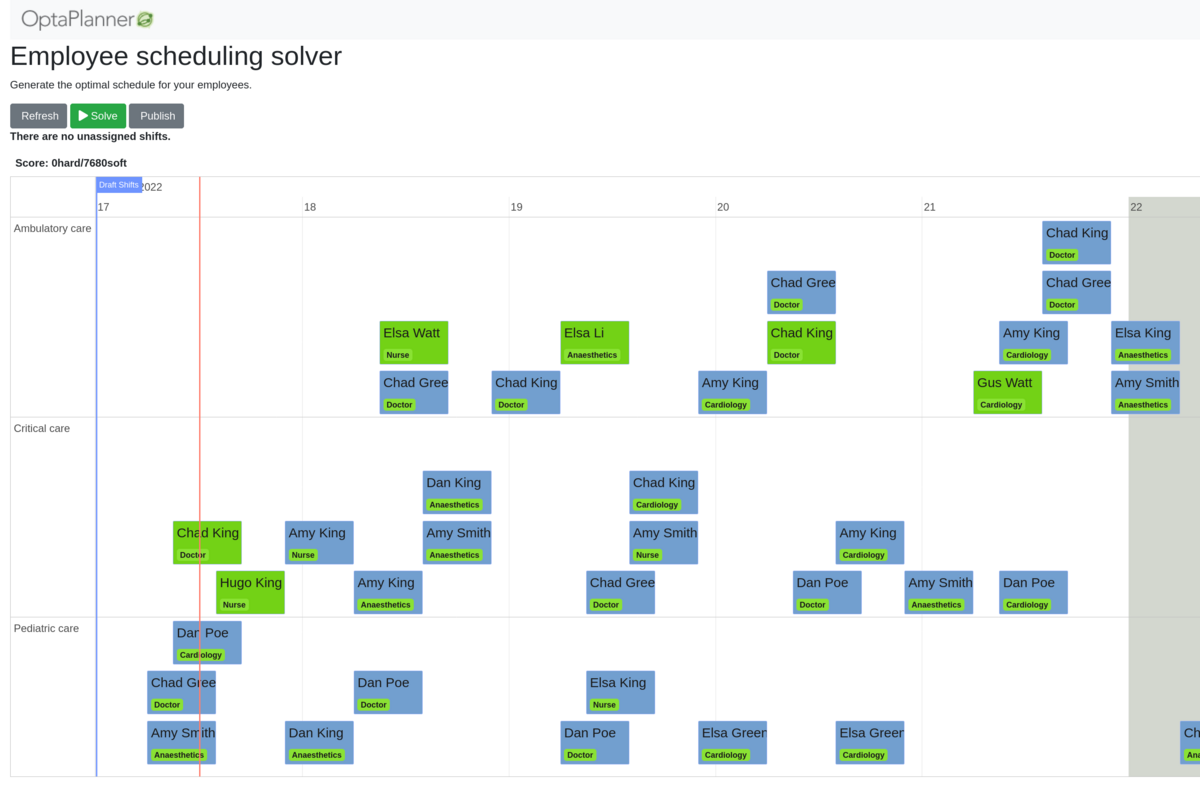 OptaPlanner
Employee scheduling solver
Generate the optimal schedule for your employees.
Refresh Solve Publish
There are no unassigned shifts.
Score: 0hard/7680soft
Draft Shifts 2022
17 18 19 20 21 22
Ambulatory care
Chad King
Doctor
Chad Gree Chad Gree
Doctor Doctor
Elsa Watt Elsa Li Chad King Amy King Elsa King
Nurse Anaesthetics Doctor Cardiology Anaesthetics
Chad Gree Chad King Amy King Gus Watt Amy Smith
Doctor Doctor Cardiology Cardiology Anaesthetics
Critical care
Dan King Chad King
Anaesthetics Cardiology
Chad King Amy King Amy Smith Amy Smith Amy King
Doctor Nurse Anaesthetics Nurse Cardiology
Hugo King Amy King Chad Gree Dan Poe Amy Smith Dan Poe
Nurse Anaesthetics Doctor Doctor Anaesthetics Cardiology
Pediatric care
Dan Poe
Cardiology
Chad Gree Dan Poe Elsa King
Doctor Doctor Nurse
Amy Smith Dan King Dan Poe Elsa Green Elsa Green Ch
Anaesthetics Anaesthetics Doctor Cardiology Cardiology Ana